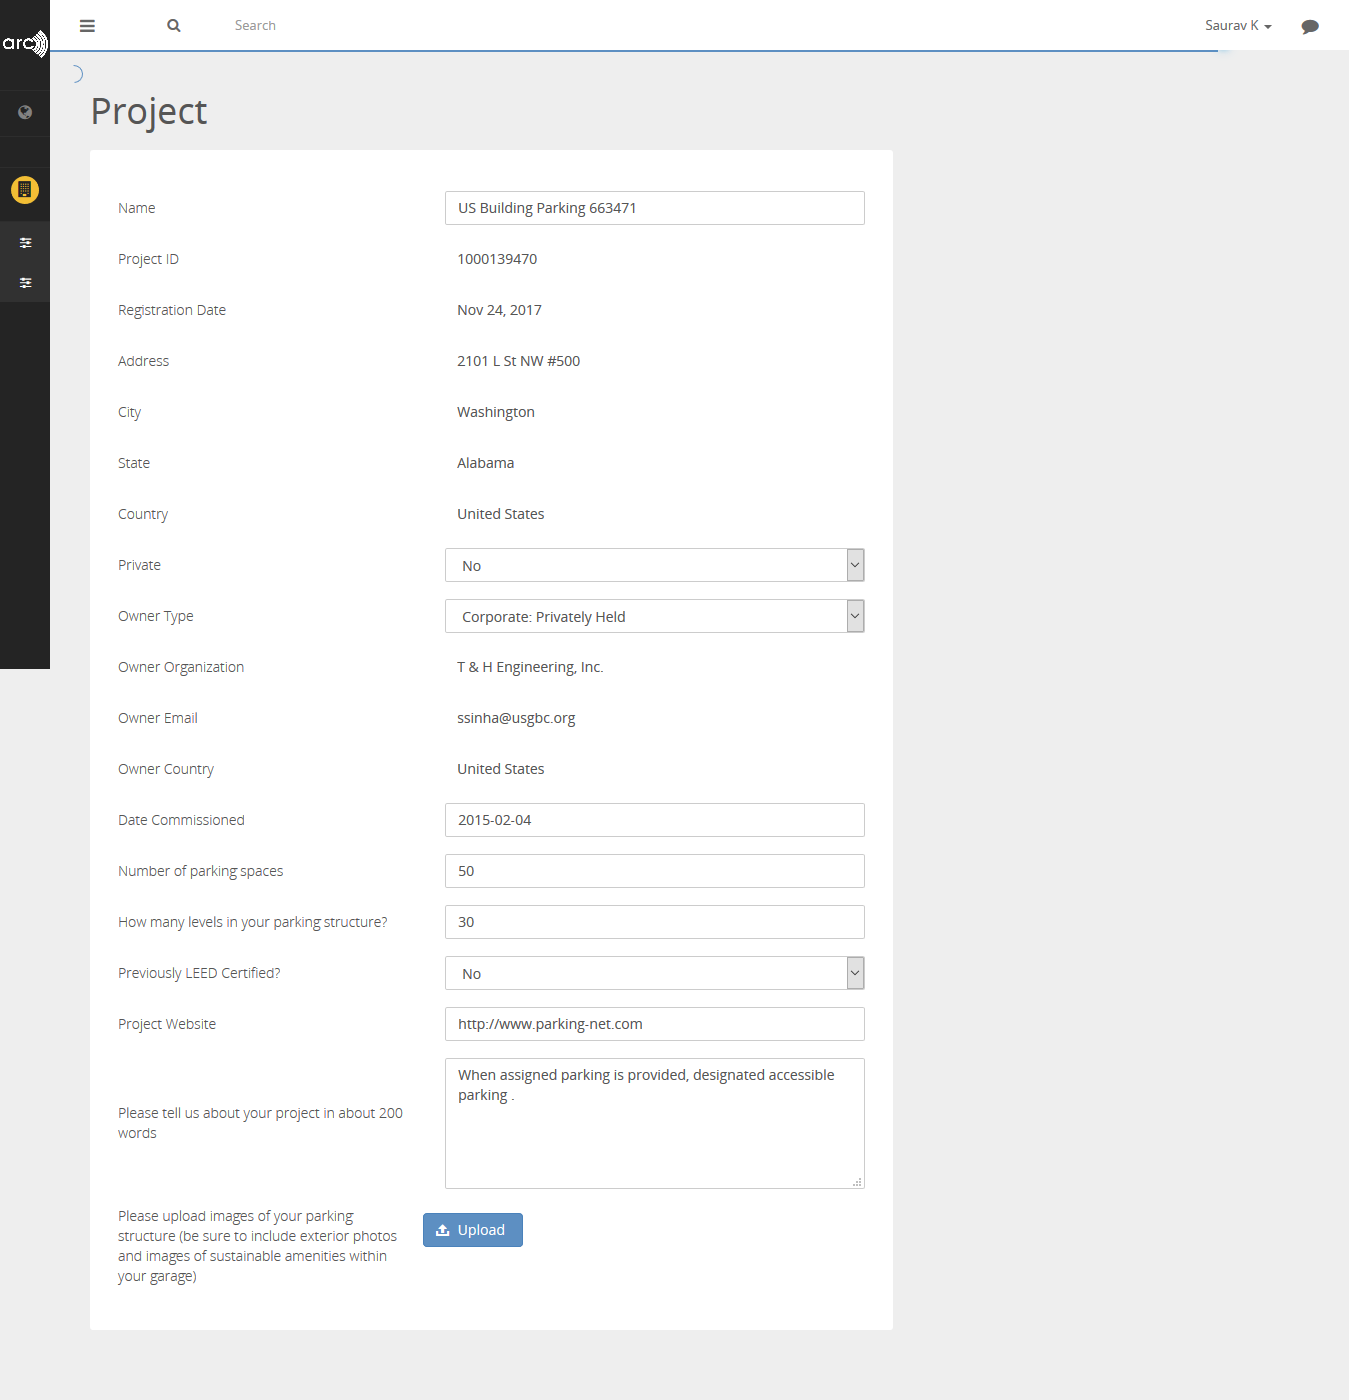 arc
Search
Saurav K
Project
Name
US Building Parking 663471
Project ID
1000139470
Registration Date
Nov 24, 2017
Address
2101 L St NW #500
City
Washington
State
Alabama
Country
United States
Private
No
Owner Type
Corporate: Privately Held
Owner Organization
T & H Engineering, Inc.
Owner Email
ssinha@usgbc.org
Owner Country
United States
Date Commissioned
2015-02-04
Number of parking spaces
50
How many levels in your parking structure?
30
Previously LEED Certified?
No
Project Website
http://www.parking-net.com
Please tell us about your project in about 200
words
When assigned parking is provided, designated accessible
parking .
Please upload images of your parking
structure (be sure to include exterior photos
and images of sustainable amenities within
your garage)
Upload